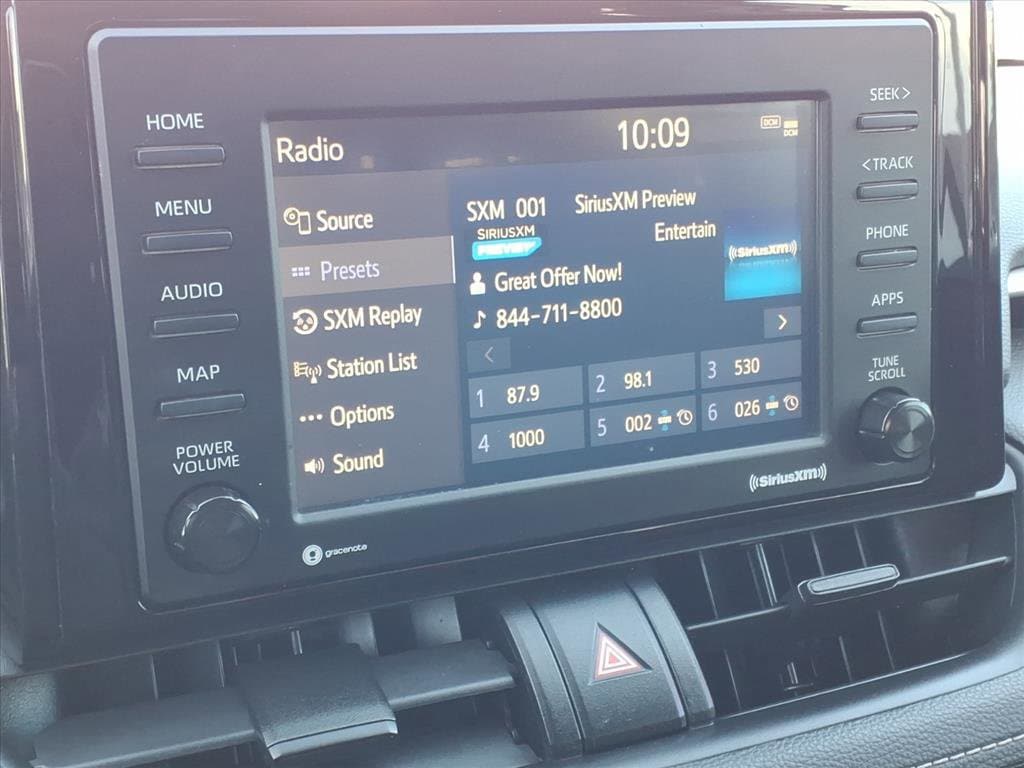 HOME
MENU
AUDIO
MAP
POWER
VOLUME
Radio
10:09
DCM
DCM
Source
Presets
SXM Replay
Station List
Options
Sound
SXM 001
SiriusXM Preview
SIRIUSXM
PREVIEW
Entertain
SiriusXM
Great Offer Now!
844-711-8800
<
>
1 87.9
2 98.1
3 530
4 1000
5 002
6 026
SEEK >
< TRACK
PHONE
APPS
TUNE
SCROLL
gracenote
SiriusXM